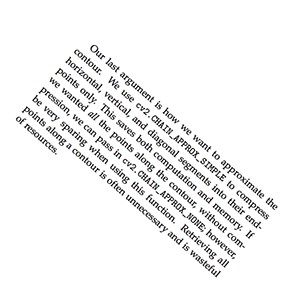 Our last argument is how we want to approximate the
contour. We use cv2.CHAIN_APPROX_SIMPLE to compress
horizontal, vertical, and diagonal segments into their end-
points only. This saves both computation and memory. If
we wanted all the points along the contour, without com-
pression, we can pass in cv2.CHAIN_APPROX_NONE; however,
be very sparing when using this function. Retrieving all
points along a contour is often unnecessary and is wasteful
of resources.